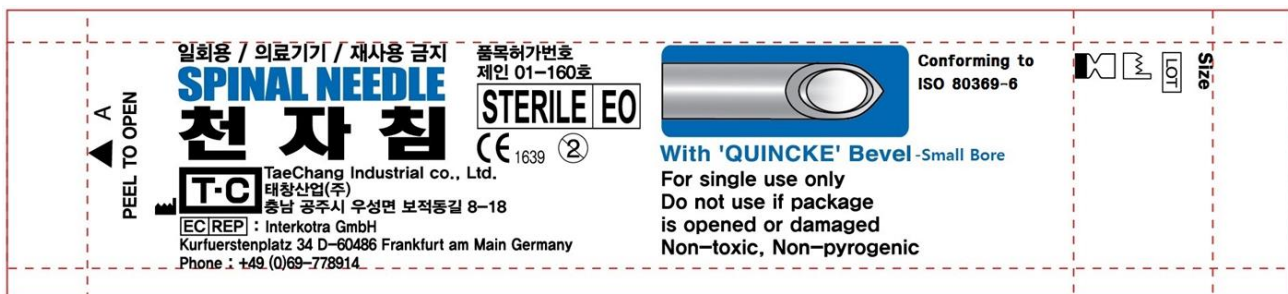 A
PEEL TO OPEN
일회용 / 의료기기 / 재사용 금지
SPINAL NEEDLE
천 자 침
T·C
TaeChang Industrial co., Ltd.
태창산업(주)
충남 공주시 우성면 보적동길 8-18
EC REP : Interkotra GmbH
Kurfuerstenplatz 34 D-60486 Frankfurt am Main Germany
Phone : +49 (0)69-778914
품목허가번호
제인 01-160호
STERILE EO
CE 1639 2
With 'QUINCKE' Bevel -Small Bore
For single use only
Do not use if package
is opened or damaged
Non-toxic, Non-pyrogenic
Conforming to
ISO 80369-6
LOT
Size